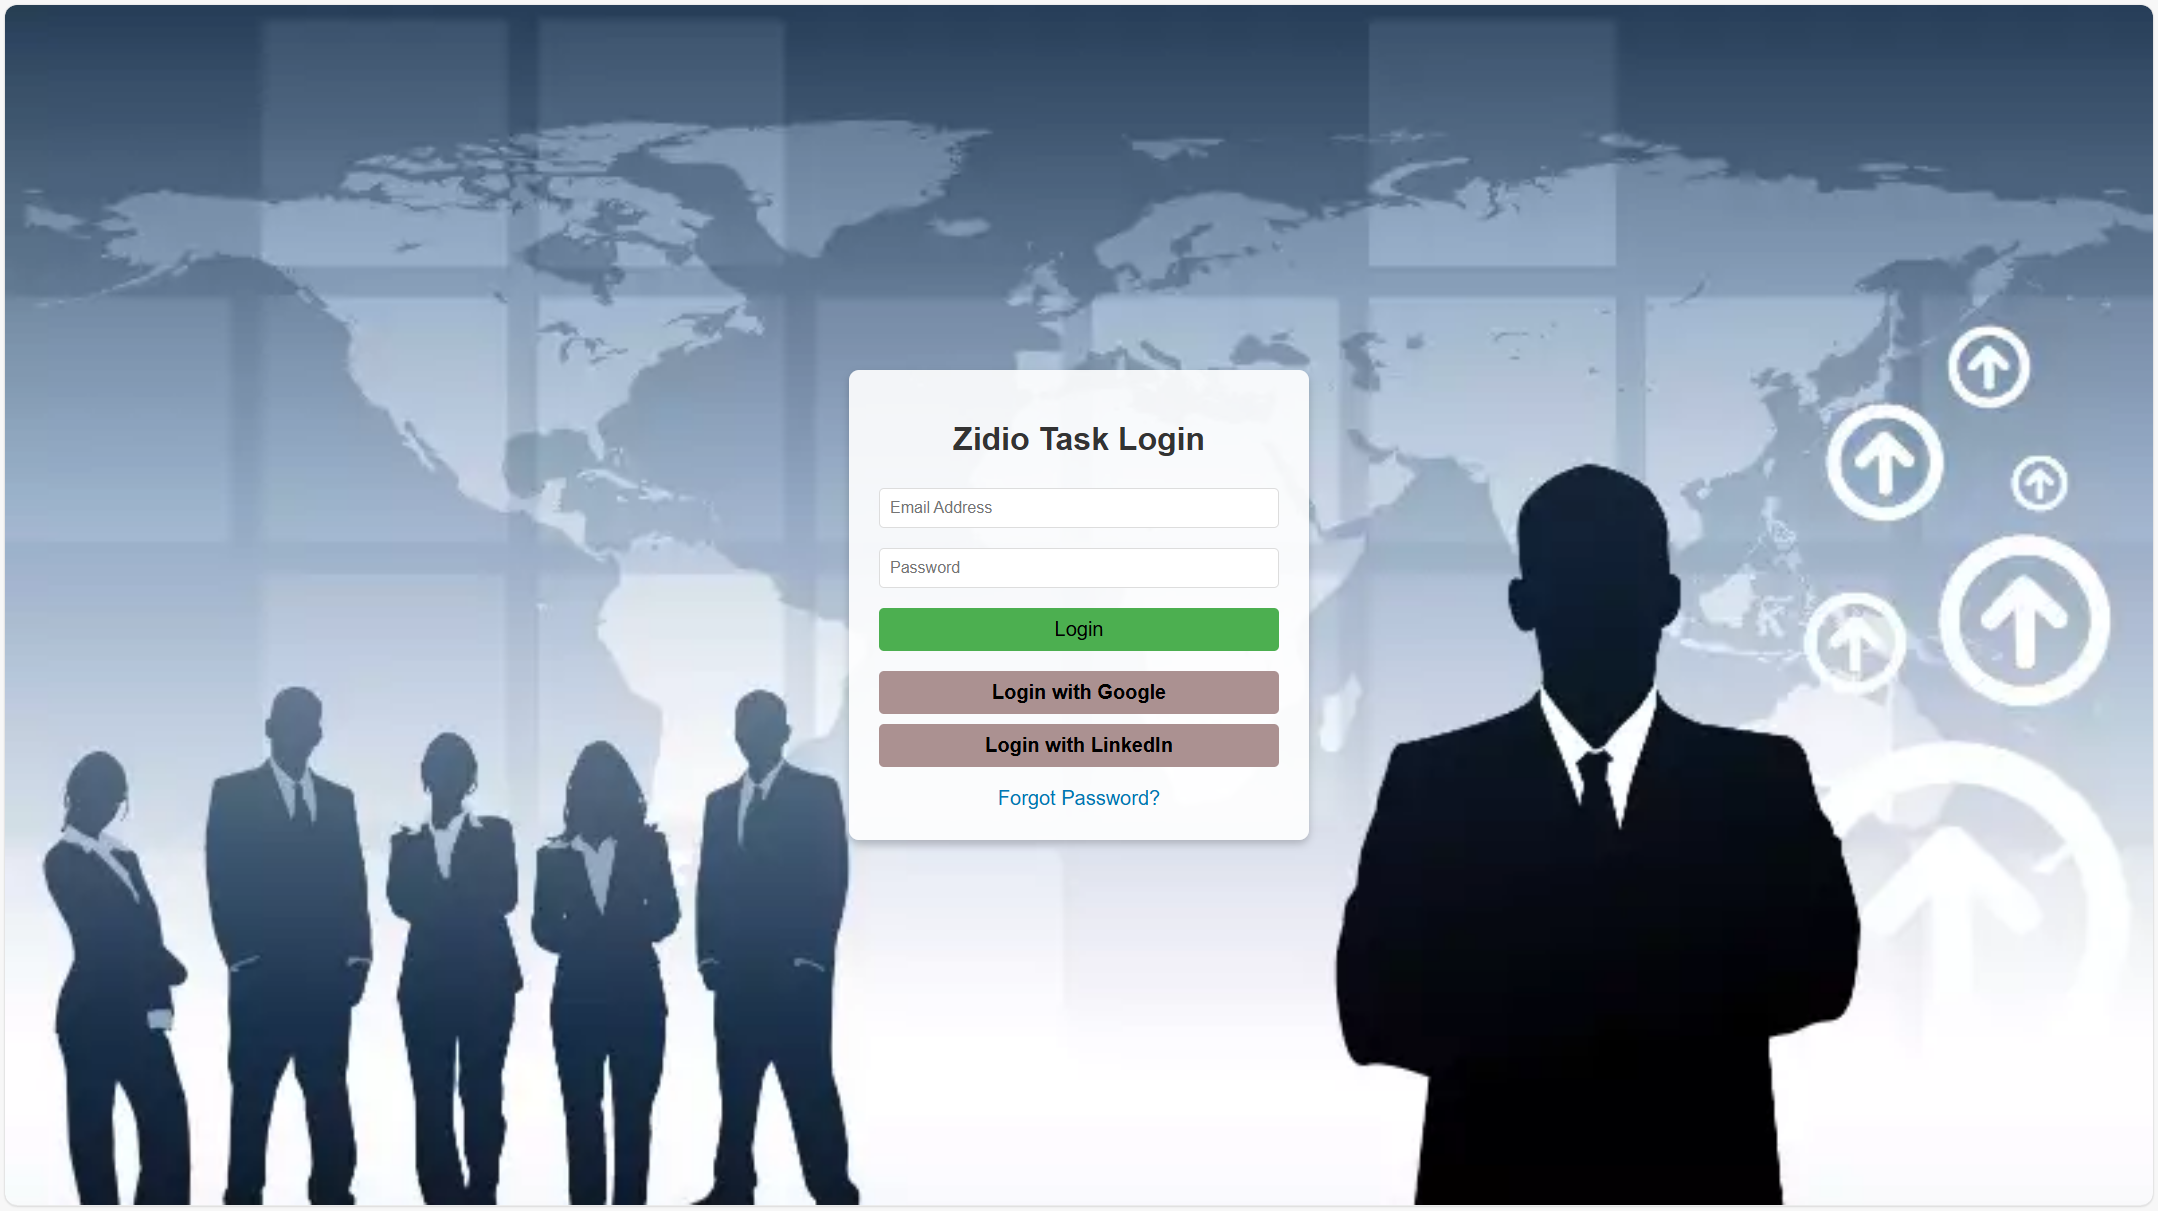 Zidio Task Login
Email Address
Password
Login
Login with Google
Login with LinkedIn
Forgot Password?